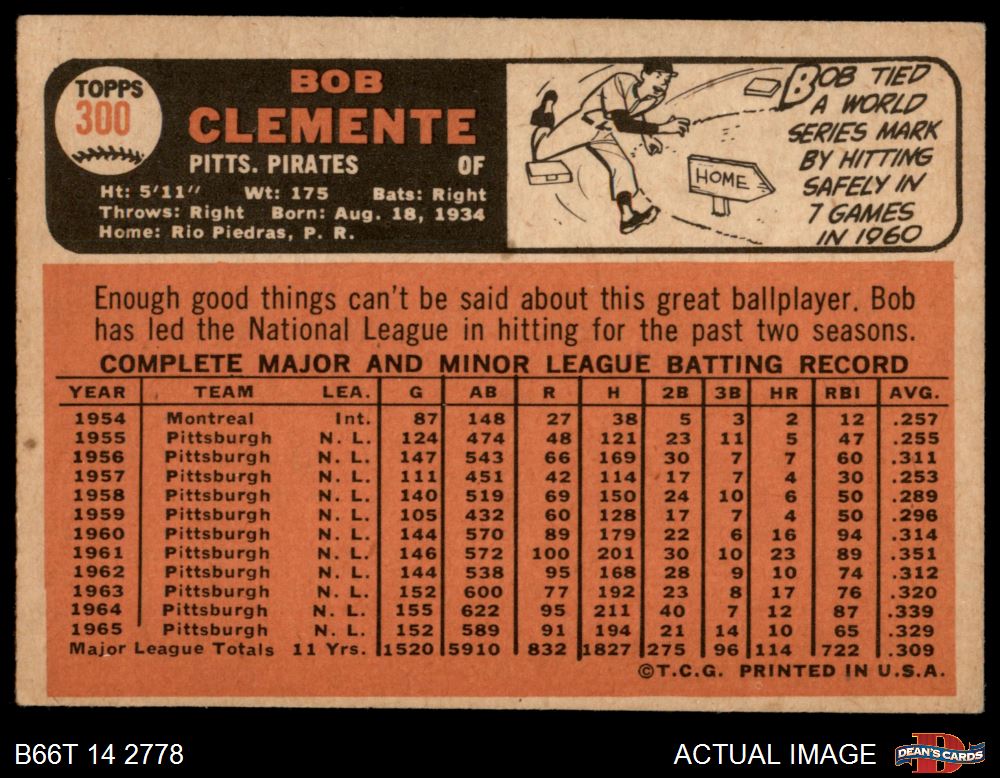 TOPPS
300
BOB
CLEMENTE
PITTS. PIRATES OF
Ht: 5'11" Wt: 175 Bats: Right
Throws: Right Born: Aug. 18, 1934
Home: Rio Piedras, P. R.
HOME
BOB TIED
A WORLD
SERIES MARK
BY HITTING
SAFELY IN
7 GAMES
IN 1960
Enough good things can't be said about this great ballplayer. Bob
has led the National League in hitting for the past two seasons.
COMPLETE MAJOR AND MINOR LEAGUE BATTING RECORD
YEAR TEAM LEA. G AB R H 2B 3B HR RBI AVG.
1954 Montreal Int. 87 148 27 38 5 3 2 12 .257
1955 Pittsburgh N. L. 124 474 48 121 23 11 5 47 .255
1956 Pittsburgh N. L. 147 543 66 169 30 7 7 60 .311
1957 Pittsburgh N. L. 111 451 42 114 17 7 4 30 .253
1958 Pittsburgh N. L. 140 519 69 150 24 10 6 50 .289
1959 Pittsburgh N. L. 105 432 60 128 17 7 4 50 .296
1960 Pittsburgh N. L. 144 570 89 179 22 6 16 94 .314
1961 Pittsburgh N. L. 146 572 100 201 30 10 23 89 .351
1962 Pittsburgh N. L. 144 538 95 168 28 9 10 74 .312
1963 Pittsburgh N. L. 152 600 77 192 23 8 17 76 .320
1964 Pittsburgh N. L. 155 622 95 211 40 7 12 87 .339
1965 Pittsburgh N. L. 152 589 91 194 21 14 10 65 .329
Major League Totals 11 Yrs. 1520 5910 832 1827 275 96 114 722 .309
©T.C.G. PRINTED IN U.S.A.
B66T 14 2778
ACTUAL IMAGE
D
DEAN'S CARDS